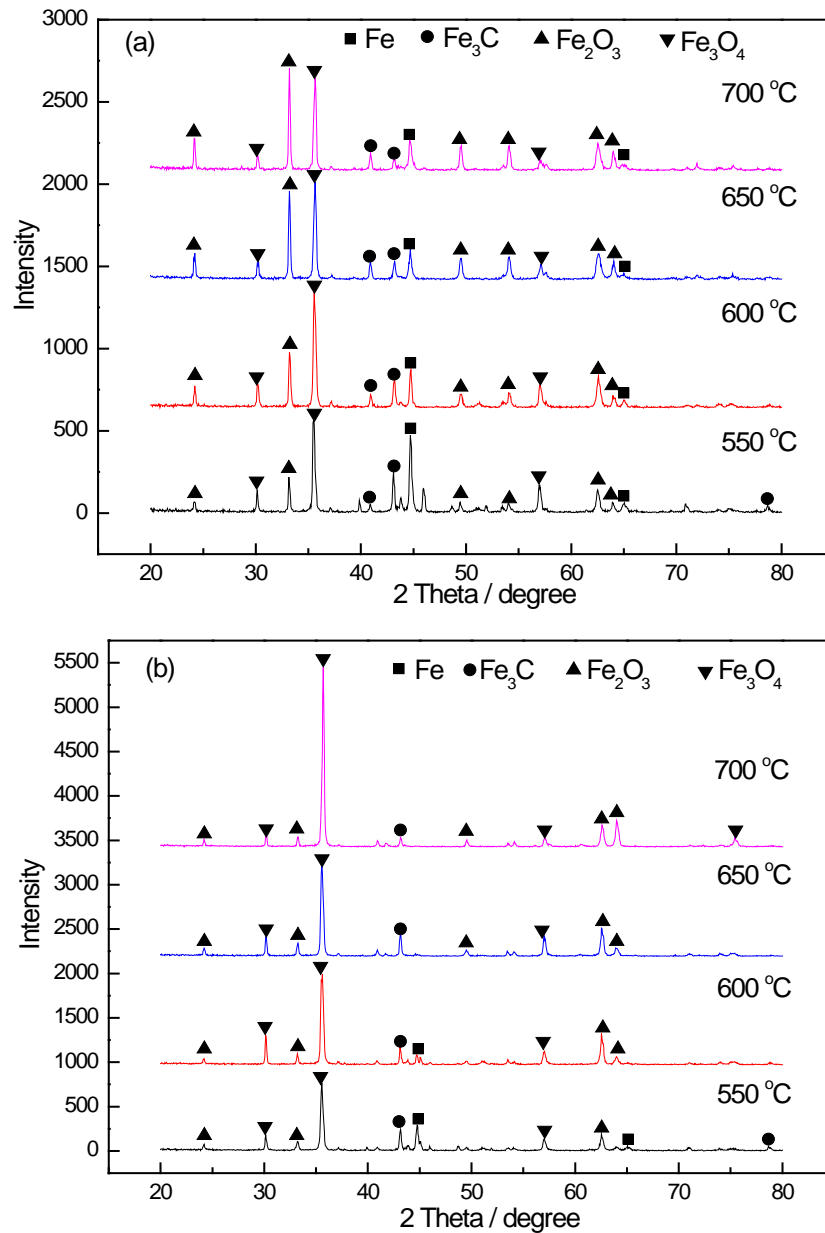 (a) ■ Fe ● Fe₃C ▲ Fe₂O₃ ▼ Fe₃O₄
3000
2500
2000
1500
1000
500
0
Intensity
700 °C
650 °C
600 °C
550 °C
20 30 40 50 60 70 80
2 Theta / degree
(b) ■ Fe ● Fe₃C ▲ Fe₂O₃ ▼ Fe₃O₄
5500
5000
4500
4000
3500
3000
2500
2000
1500
1000
500
0
Intensity
700 °C
650 °C
600 °C
550 °C
20 30 40 50 60 70 80
2 Theta / degree